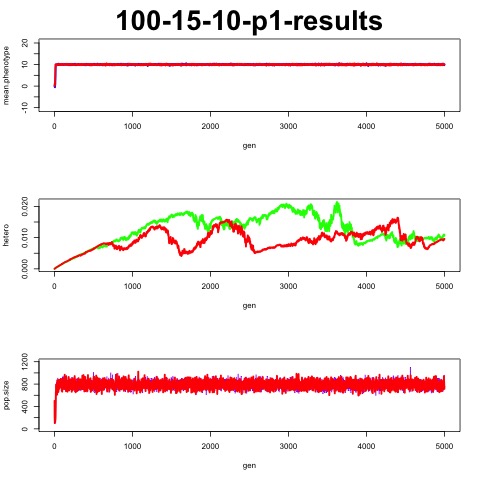 100-15-10-p1-results
mean.phenotype
-10 0 10 20
0 1000 2000 3000 4000 5000
gen
hetero
0.000 0.010 0.020
0 1000 2000 3000 4000 5000
gen
pop.size
0 400 800 1200
0 1000 2000 3000 4000 5000
gen